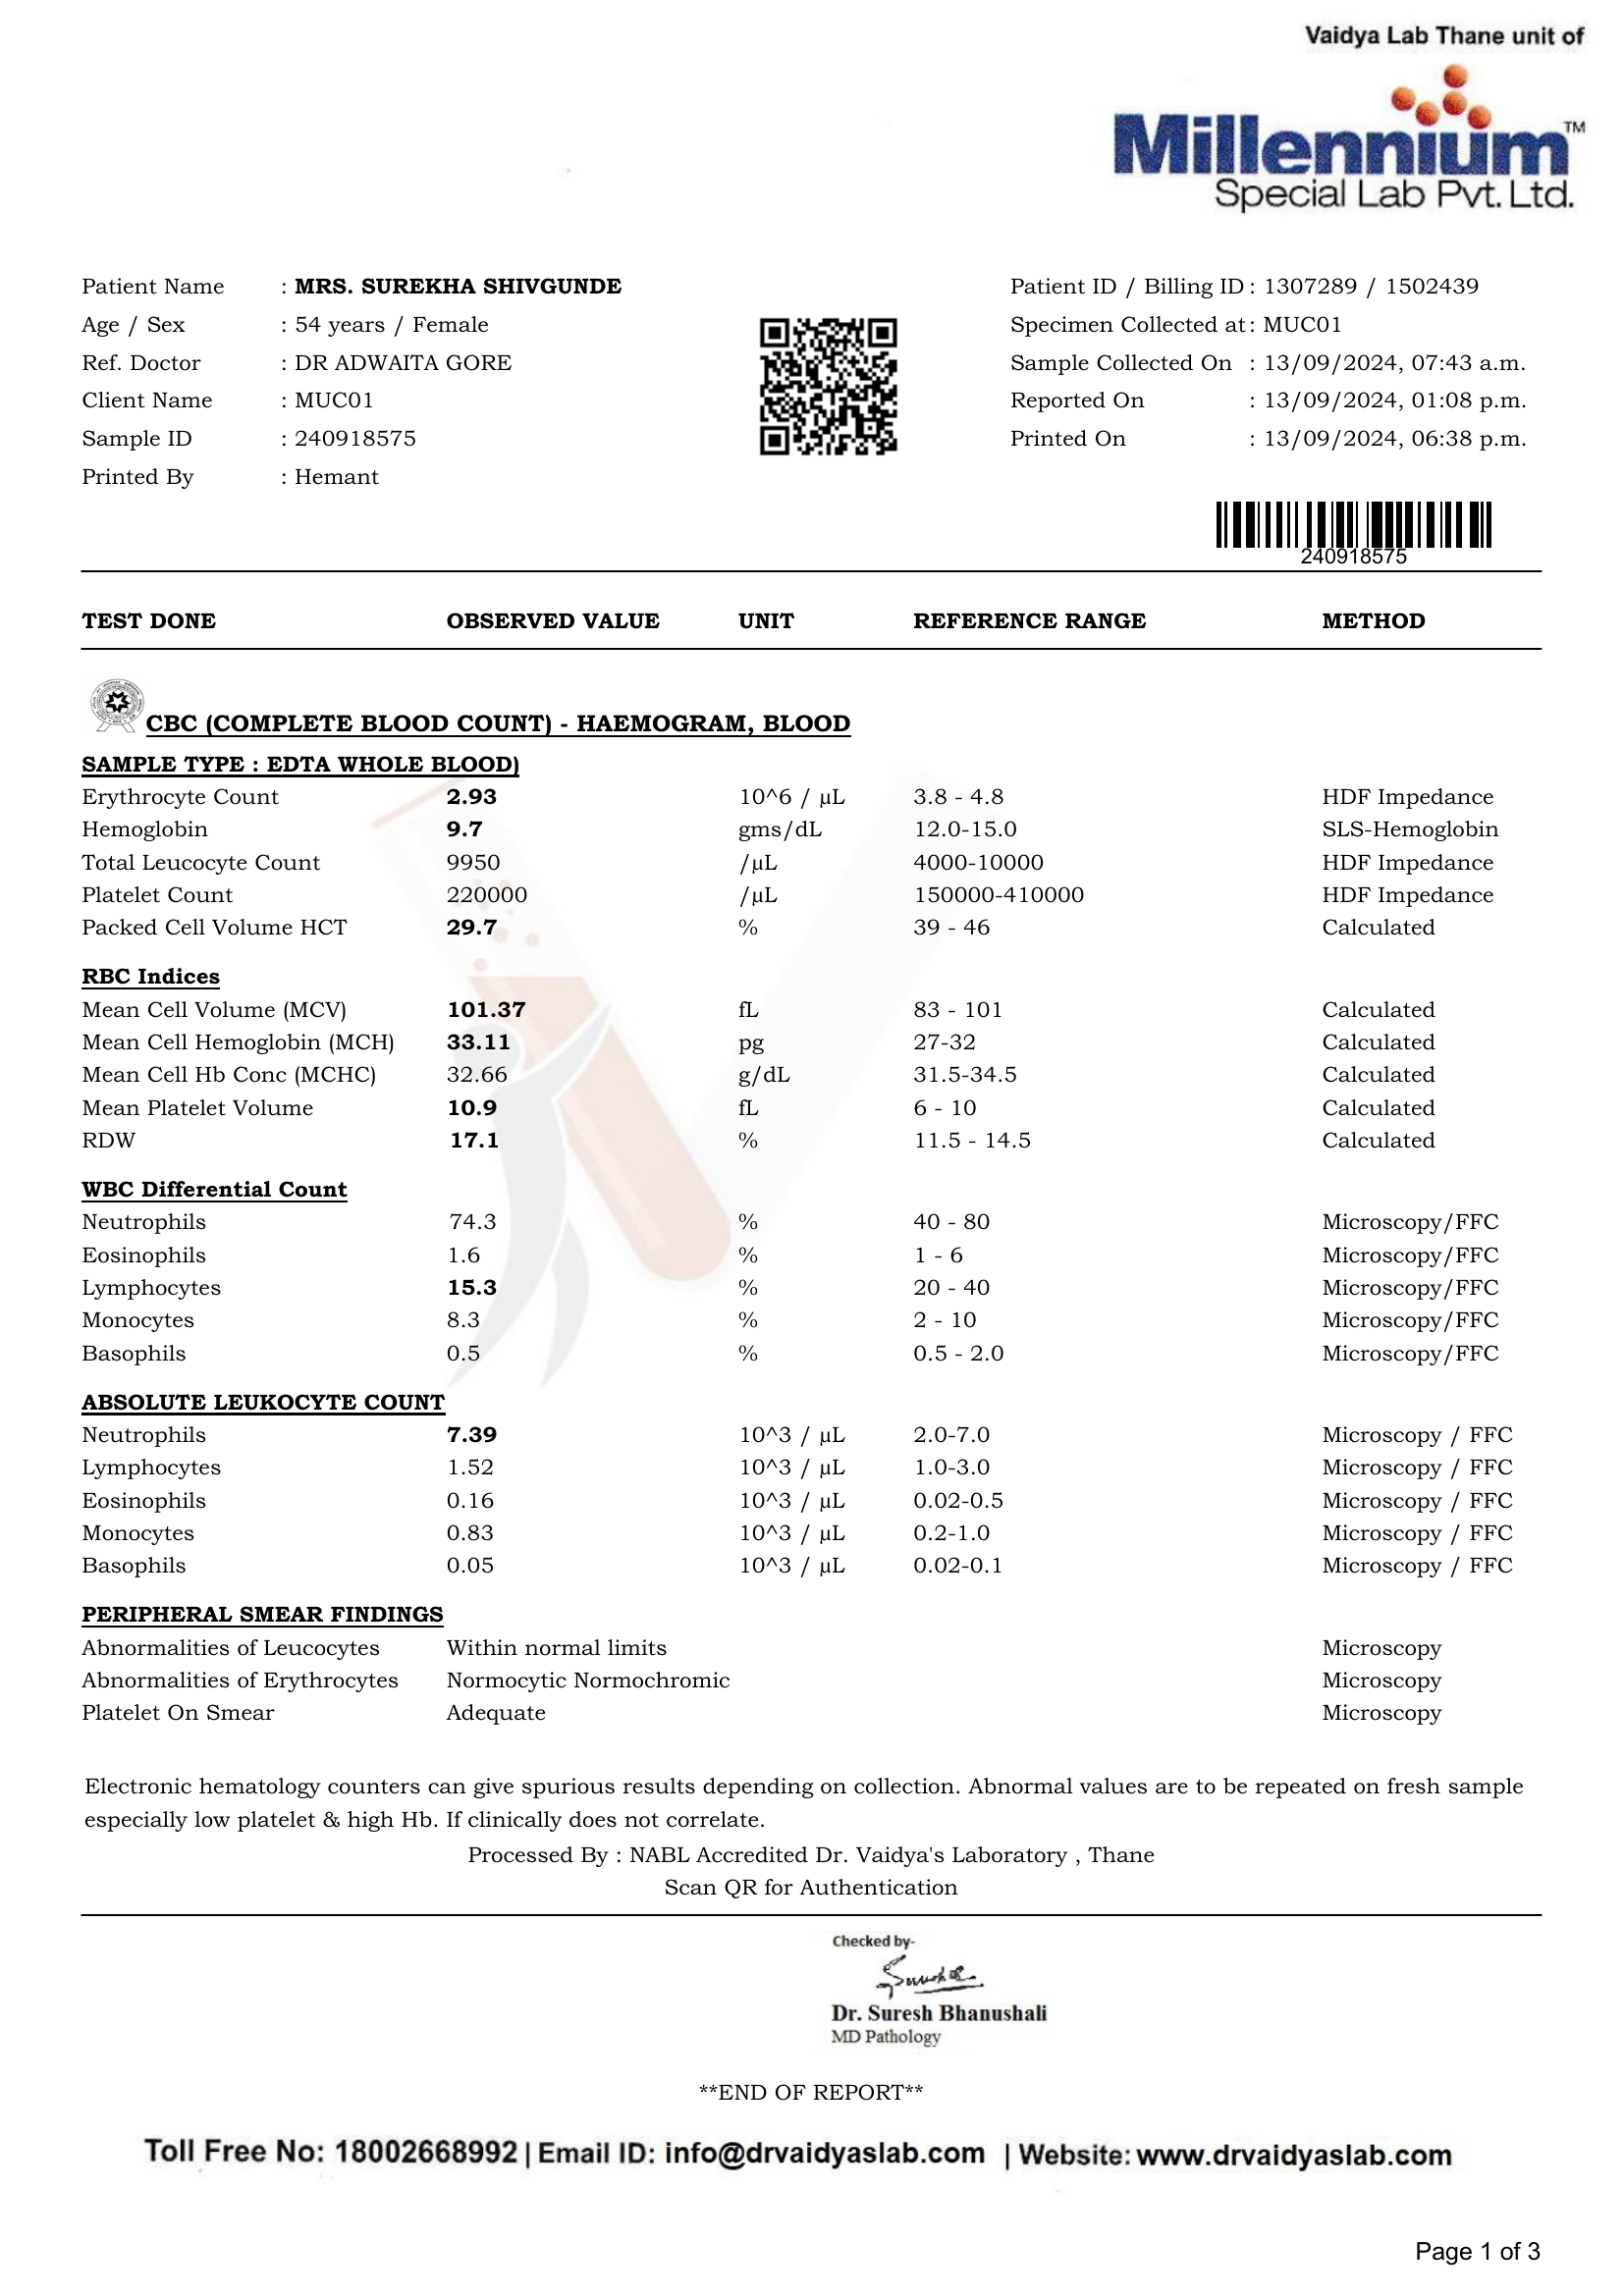 Vaidya Lab Thane unit of
Millennium™
Special Lab Pvt. Ltd.
Patient Name : MRS. SUREKHA SHIVGUNDE Patient ID / Billing ID : 1307289 / 1502439
Age / Sex : 54 years / Female Specimen Collected at : MUC01
Ref. Doctor : DR ADWAITA GORE Sample Collected On : 13/09/2024, 07:43 a.m.
Client Name : MUC01 Reported On : 13/09/2024, 01:08 p.m.
Sample ID : 240918575 Printed On : 13/09/2024, 06:38 p.m.
Printed By : Hemant
240918575
TEST DONE OBSERVED VALUE UNIT REFERENCE RANGE METHOD
CBC (COMPLETE BLOOD COUNT) - HAEMOGRAM, BLOOD
SAMPLE TYPE : EDTA WHOLE BLOOD)
Erythrocyte Count 2.93 10^6 / µL 3.8 - 4.8 HDF Impedance
Hemoglobin 9.7 gms/dL 12.0-15.0 SLS-Hemoglobin
Total Leucocyte Count 9950 /µL 4000-10000 HDF Impedance
Platelet Count 220000 /µL 150000-410000 HDF Impedance
Packed Cell Volume HCT 29.7 % 39 - 46 Calculated
RBC Indices
Mean Cell Volume (MCV) 101.37 fL 83 - 101 Calculated
Mean Cell Hemoglobin (MCH) 33.11 pg 27-32 Calculated
Mean Cell Hb Conc (MCHC) 32.66 g/dL 31.5-34.5 Calculated
Mean Platelet Volume 10.9 fL 6 - 10 Calculated
RDW 17.1 % 11.5 - 14.5 Calculated
WBC Differential Count
Neutrophils 74.3 % 40 - 80 Microscopy/FFC
Eosinophils 1.6 % 1 - 6 Microscopy/FFC
Lymphocytes 15.3 % 20 - 40 Microscopy/FFC
Monocytes 8.3 % 2 - 10 Microscopy/FFC
Basophils 0.5 % 0.5 - 2.0 Microscopy/FFC
ABSOLUTE LEUKOCYTE COUNT
Neutrophils 7.39 10^3 / µL 2.0-7.0 Microscopy / FFC
Lymphocytes 1.52 10^3 / µL 1.0-3.0 Microscopy / FFC
Eosinophils 0.16 10^3 / µL 0.02-0.5 Microscopy / FFC
Monocytes 0.83 10^3 / µL 0.2-1.0 Microscopy / FFC
Basophils 0.05 10^3 / µL 0.02-0.1 Microscopy / FFC
PERIPHERAL SMEAR FINDINGS
Abnormalities of Leucocytes Within normal limits Microscopy
Abnormalities of Erythrocytes Normocytic Normochromic Microscopy
Platelet On Smear Adequate Microscopy
Electronic hematology counters can give spurious results depending on collection. Abnormal values are to be repeated on fresh sample
especially low platelet & high Hb. If clinically does not correlate.
Processed By : NABL Accredited Dr. Vaidya's Laboratory , Thane
Scan QR for Authentication
Checked by-
Dr. Suresh Bhanushali
MD Pathology
**END OF REPORT**
Toll Free No: 18002668992 | Email ID: info@drvaidyaslab.com | Website: www.drvaidyaslab.com
Page 1 of 3